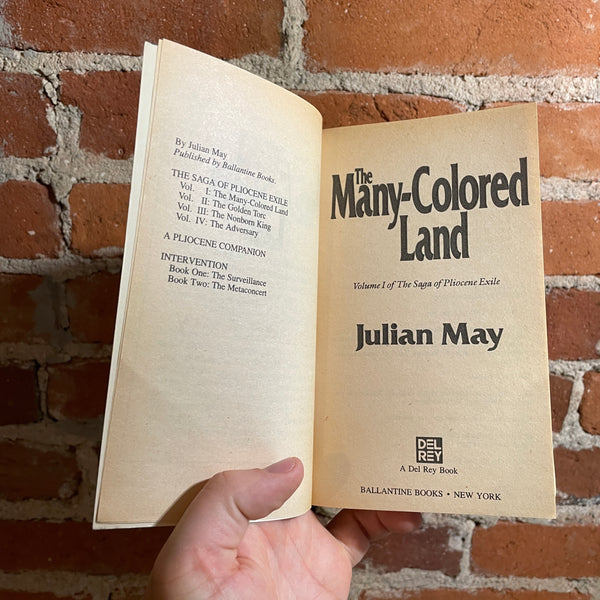 By Julian May
Published by Ballantine Books
THE SAGA OF PLIOCENE EXILE
Vol. I: The Many-Colored Land
Vol. II: The Golden Torc
Vol. III: The Nonborn King
Vol. IV: The Adversary
A PLIOCENE COMPANION
INTERVENTION
Book One: The Surveillance
Book Two: The Metaconcert
The
Many-Colored
Land
Volume I of The Saga of Pliocene Exile
Julian May
DEL
REY
A Del Rey Book
BALLANTINE BOOKS • NEW YORK